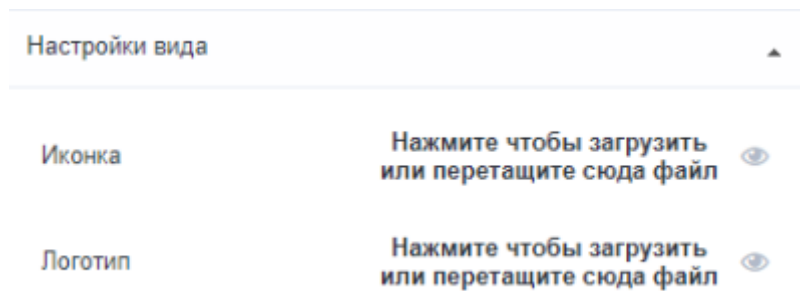 Настройки вида
Иконка
Нажмите чтобы загрузить
или перетащите сюда файл
Логотип
Нажмите чтобы загрузить
или перетащите сюда файл